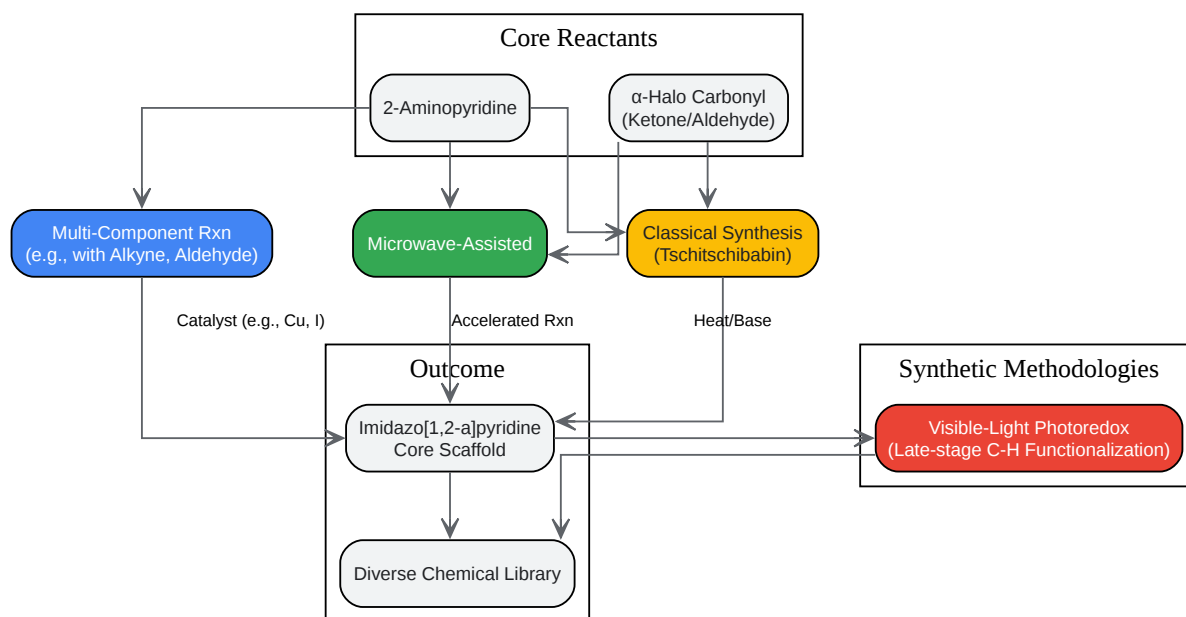 Core Reactants
2-Aminopyridine
α-Halo Carbonyl
(Ketone/Aldehyde)
Multi-Component Rxn
(e.g., with Alkyne, Aldehyde)
Microwave-Assisted
Classical Synthesis
(Tschitschibabin)
Catalyst (e.g., Cu, I)
Accelerated Rxn
Heat/Base
Outcome
Synthetic Methodologies
Imidazo[1,2-a]pyridine
Core Scaffold
Visible-Light Photoredox
(Late-stage C-H Functionalization)
Diverse Chemical Library